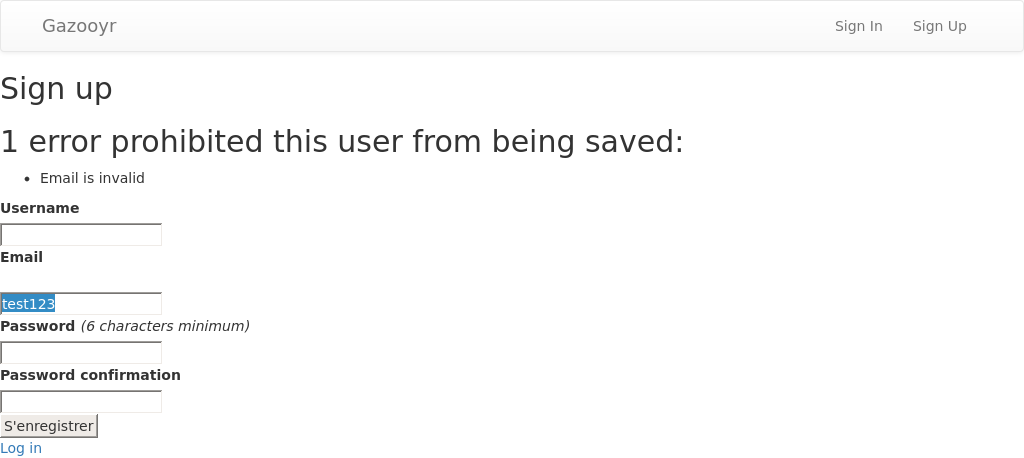 Gazooyr Sign In Sign Up
Sign up
1 error prohibited this user from being saved:
• Email is invalid
Username
Email
test123
Password (6 characters minimum)
Password confirmation
S'enregistrer
Log in